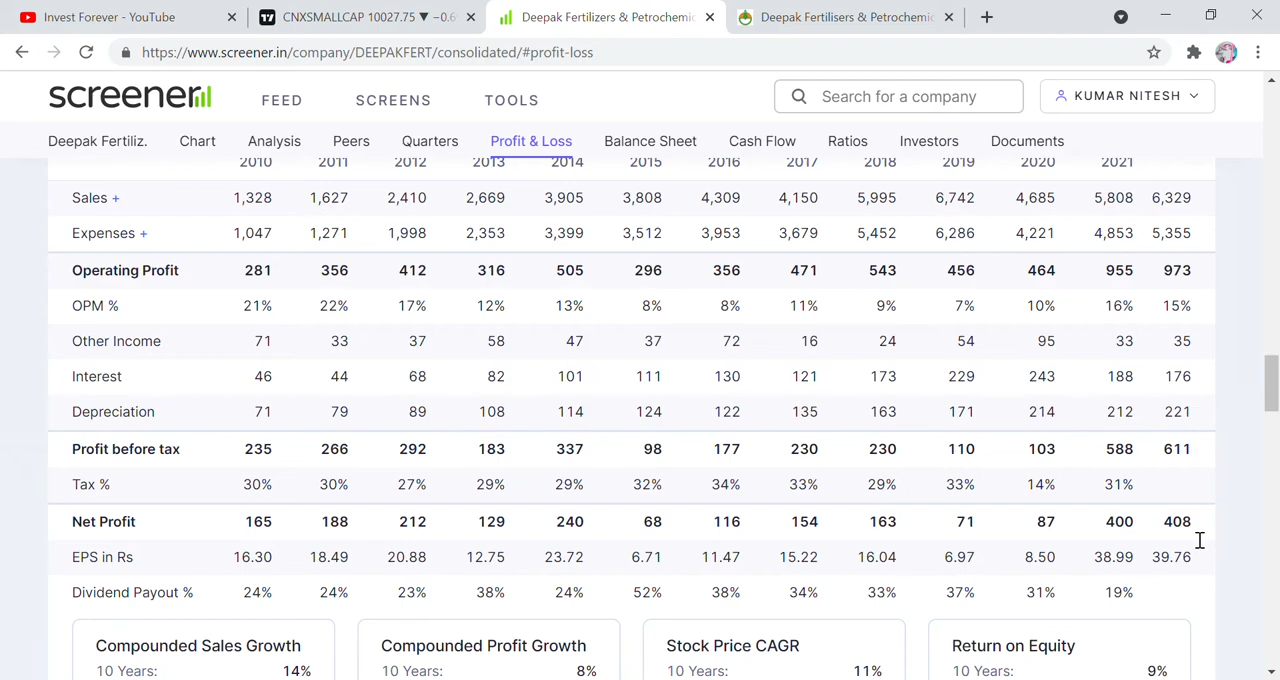 Invest Forever - YouTube CNXSMALLCAP 10027.75 ▼ −0.6 Deepak Fertilizers & Petrochemic Deepak Fertilisers & Petrochemic
https://www.screener.in/company/DEEPAKFERT/consolidated/#profit-loss
screener FEED SCREENS TOOLS Search for a company KUMAR NITESH
Deepak Fertiliz. Chart Analysis Peers Quarters Profit & Loss Balance Sheet Cash Flow Ratios Investors Documents
2010 2011 2012 2013 2014 2015 2016 2017 2018 2019 2020 2021
Sales + 1,328 1,627 2,410 2,669 3,905 3,808 4,309 4,150 5,995 6,742 4,685 5,808 6,329
Expenses + 1,047 1,271 1,998 2,353 3,399 3,512 3,953 3,679 5,452 6,286 4,221 4,853 5,355
Operating Profit 281 356 412 316 505 296 356 471 543 456 464 955 973
OPM % 21% 22% 17% 12% 13% 8% 8% 11% 9% 7% 10% 16% 15%
Other Income 71 33 37 58 47 37 72 16 24 54 95 33 35
Interest 46 44 68 82 101 111 130 121 173 229 243 188 176
Depreciation 71 79 89 108 114 124 122 135 163 171 214 212 221
Profit before tax 235 266 292 183 337 98 177 230 230 110 103 588 611
Tax % 30% 30% 27% 29% 29% 32% 34% 33% 29% 33% 14% 31%
Net Profit 165 188 212 129 240 68 116 154 163 71 87 400 408
EPS in Rs 16.30 18.49 20.88 12.75 23.72 6.71 11.47 15.22 16.04 6.97 8.50 38.99 39.76
Dividend Payout % 24% 24% 23% 38% 24% 52% 38% 34% 33% 37% 31% 19%
Compounded Sales Growth Compounded Profit Growth Stock Price CAGR Return on Equity
10 Years: 14% 10 Years: 8% 10 Years: 11% 10 Years: 9%